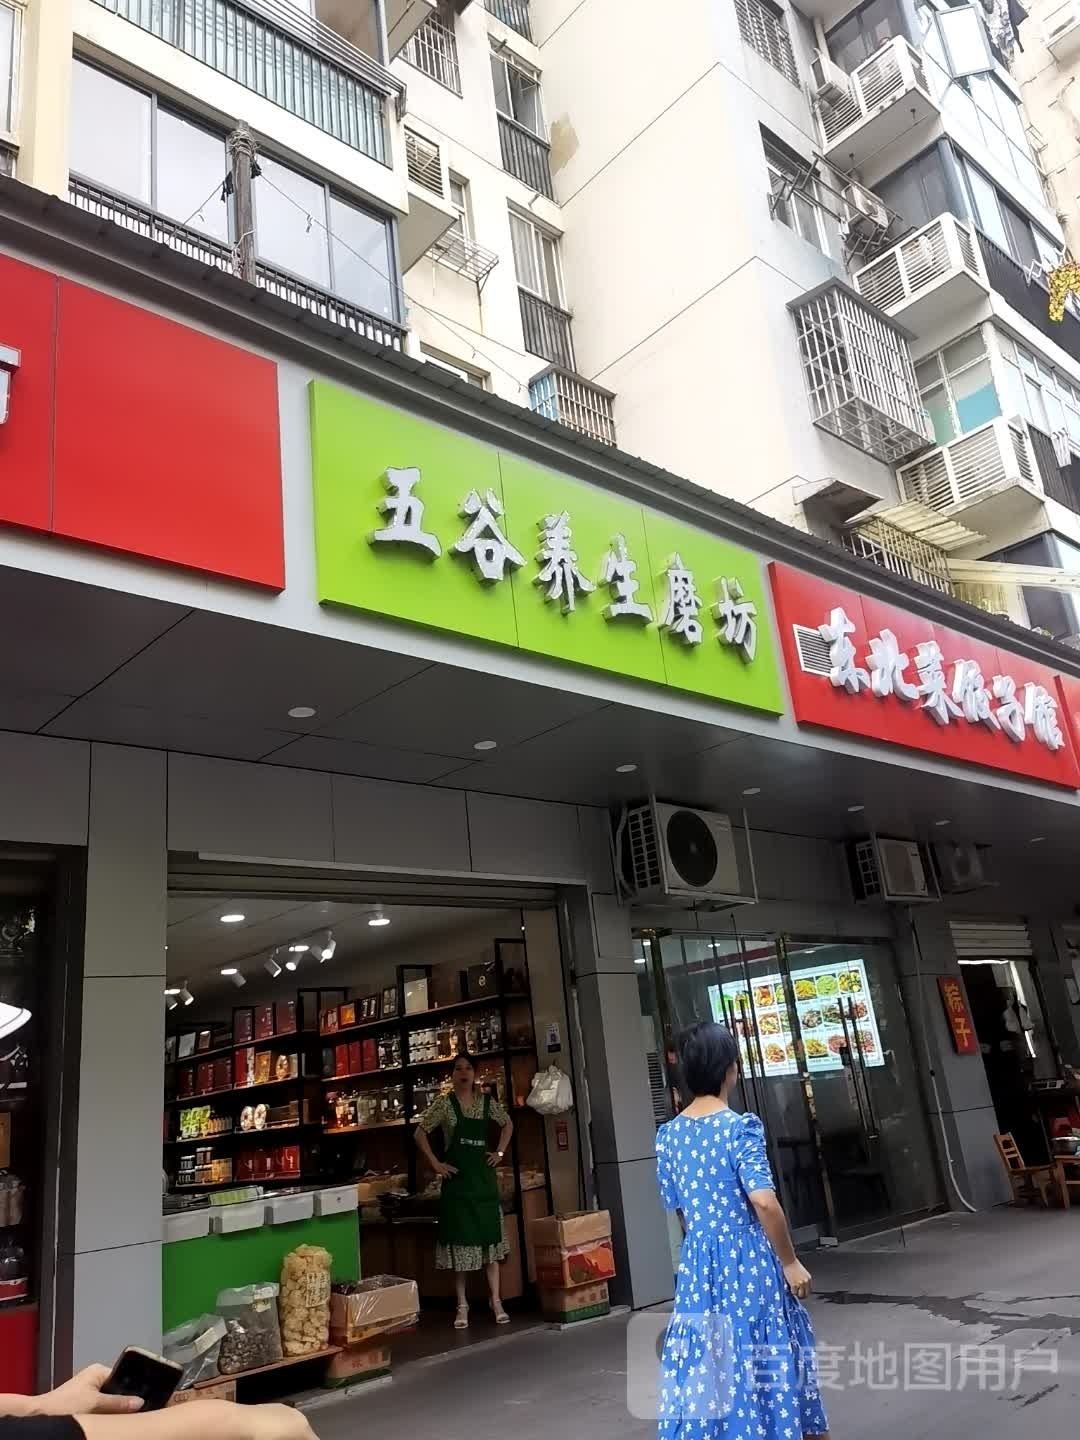 五谷养生磨坊
东北菜饺子馆
粽子
百度地图用户